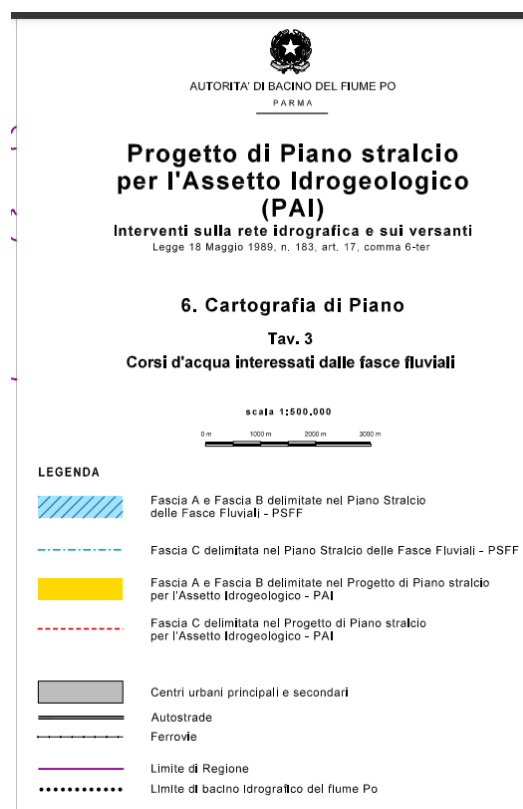 AUTORITA' DI BACINO DEL FIUME PO
PARMA
Progetto di Piano stralcio
per l'Assetto Idrogeologico
(PAI)
Interventi sulla rete idrografica e sui versanti
Legge 18 Maggio 1989, n. 183, art. 17, comma 6-ter
6. Cartografia di Piano
Tav. 3
Corsi d'acqua interessati dalle fasce fluviali
scala 1:500.000
0 m 1000 m 2000 m 3000 m
LEGENDA
Fascia A e Fascia B delimitate nel Piano Stralcio
delle Fasce Fluviali - PSFF
Fascia C delimitata nel Piano Stralcio delle Fasce Fluviali - PSFF
Fascia A e Fascia B delimitate nel Progetto di Piano stralcio
per l'Assetto Idrogeologico - PAI
Fascia C delimitata nel Progetto di Piano stralcio
per l'Assetto Idrogeologico - PAI
Centri urbani principali e secondari
Autostrade
Ferrovie
Limite di Regione
Limite di bacino Idrografico del fiume Po